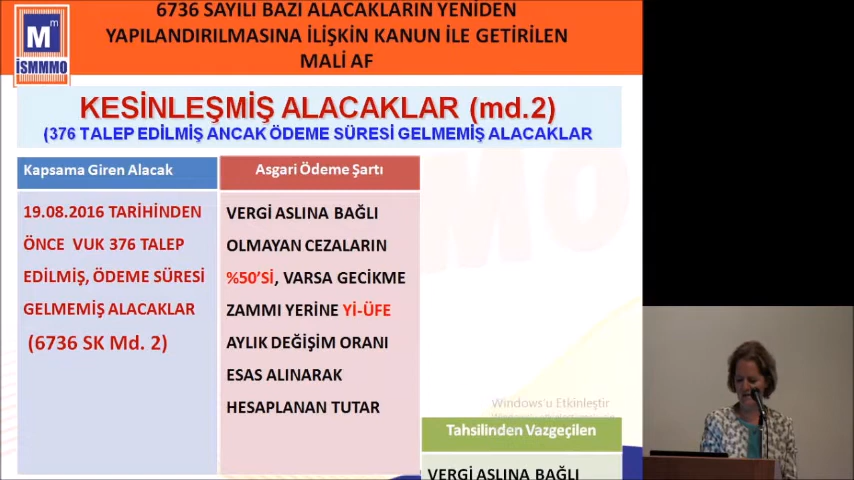 6736 SAYILI BAZI ALACAKLARIN YENİDEN
YAPILANDIRILMASINA İLİŞKİN KANUN İLE GETİRİLEN
MALİ AF
Mm
İSMMMO
KESİNLEŞMİŞ ALACAKLAR (md.2)
(376 TALEP EDİLMİŞ ANCAK ÖDEME SÜRESİ GELMEMİŞ ALACAKLAR
Kapsama Giren Alacak
19.08.2016 TARİHİNDEN
ÖNCE VUK 376 TALEP
EDİLMİŞ, ÖDEME SÜRESİ
GELMEMİŞ ALACAKLAR
(6736 SK Md. 2)
Asgari Ödeme Şartı
VERGİ ASLINA BAĞLI
OLMAYAN CEZALARIN
%50'Sİ, VARSA GECİKME
ZAMMI YERİNE Yİ-ÜFE
AYLIK DEĞİŞİM ORANI
ESAS ALINARAK
HESAPLANAN TUTAR
Windows'u Etkinleştir
Tahsilinden Vazgeçilen
VERGİ ASLINA BAĞLI